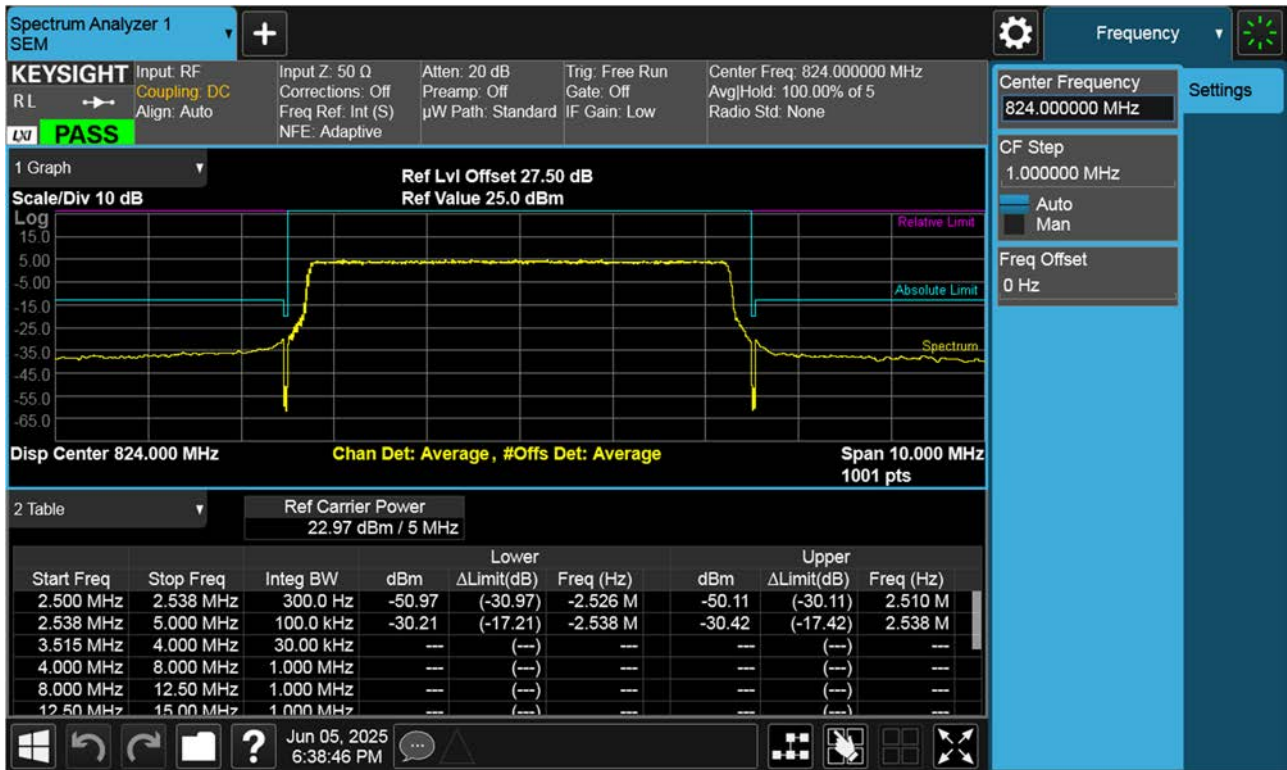 Spectrum Analyzer 1
SEM
Frequency
KEYSIGHT
R L
LXI
PASS
Input: RF
Coupling: DC
Align: Auto
Input Z: 50 Ω
Corrections: Off
Freq Ref: Int (S)
NFE: Adaptive
Atten: 20 dB
Preamp: Off
µW Path: Standard
Trig: Free Run
Gate: Off
IF Gain: Low
Center Freq: 824.000000 MHz
Avg|Hold: 100.00% of 5
Radio Std: None
Center Frequency
824.000000 MHz
Settings
CF Step
1.000000 MHz
Auto
Man
Freq Offset
0 Hz
1 Graph
Scale/Div 10 dB
Ref Lvl Offset 27.50 dB
Ref Value 25.0 dBm
Log
15.0
5.00
-5.00
-15.0
-25.0
-35.0
-45.0
-55.0
-65.0
Relative Limit
Absolute Limit
Spectrum
Disp Center 824.000 MHz
Chan Det: Average, #Offs Det: Average
Span 10.000 MHz
1001 pts
2 Table
Ref Carrier Power
22.97 dBm / 5 MHz
Lower Upper
Start Freq Stop Freq Integ BW dBm ΔLimit(dB) Freq (Hz) dBm ΔLimit(dB) Freq (Hz)
2.500 MHz 2.538 MHz 300.0 Hz -50.97 (-30.97) -2.526 M -50.11 (-30.11) 2.510 M
2.538 MHz 5.000 MHz 100.0 kHz -30.21 (-17.21) -2.538 M -30.42 (-17.42) 2.538 M
3.515 MHz 4.000 MHz 30.00 kHz --- (---) --- --- (---) ---
4.000 MHz 8.000 MHz 1.000 MHz --- (---) --- --- (---) ---
8.000 MHz 12.50 MHz 1.000 MHz --- (---) --- --- (---) ---
12.50 MHz 15.00 MHz 1.000 MHz --- (---) --- --- (---) ---
?
Jun 05, 2025
6:38:46 PM